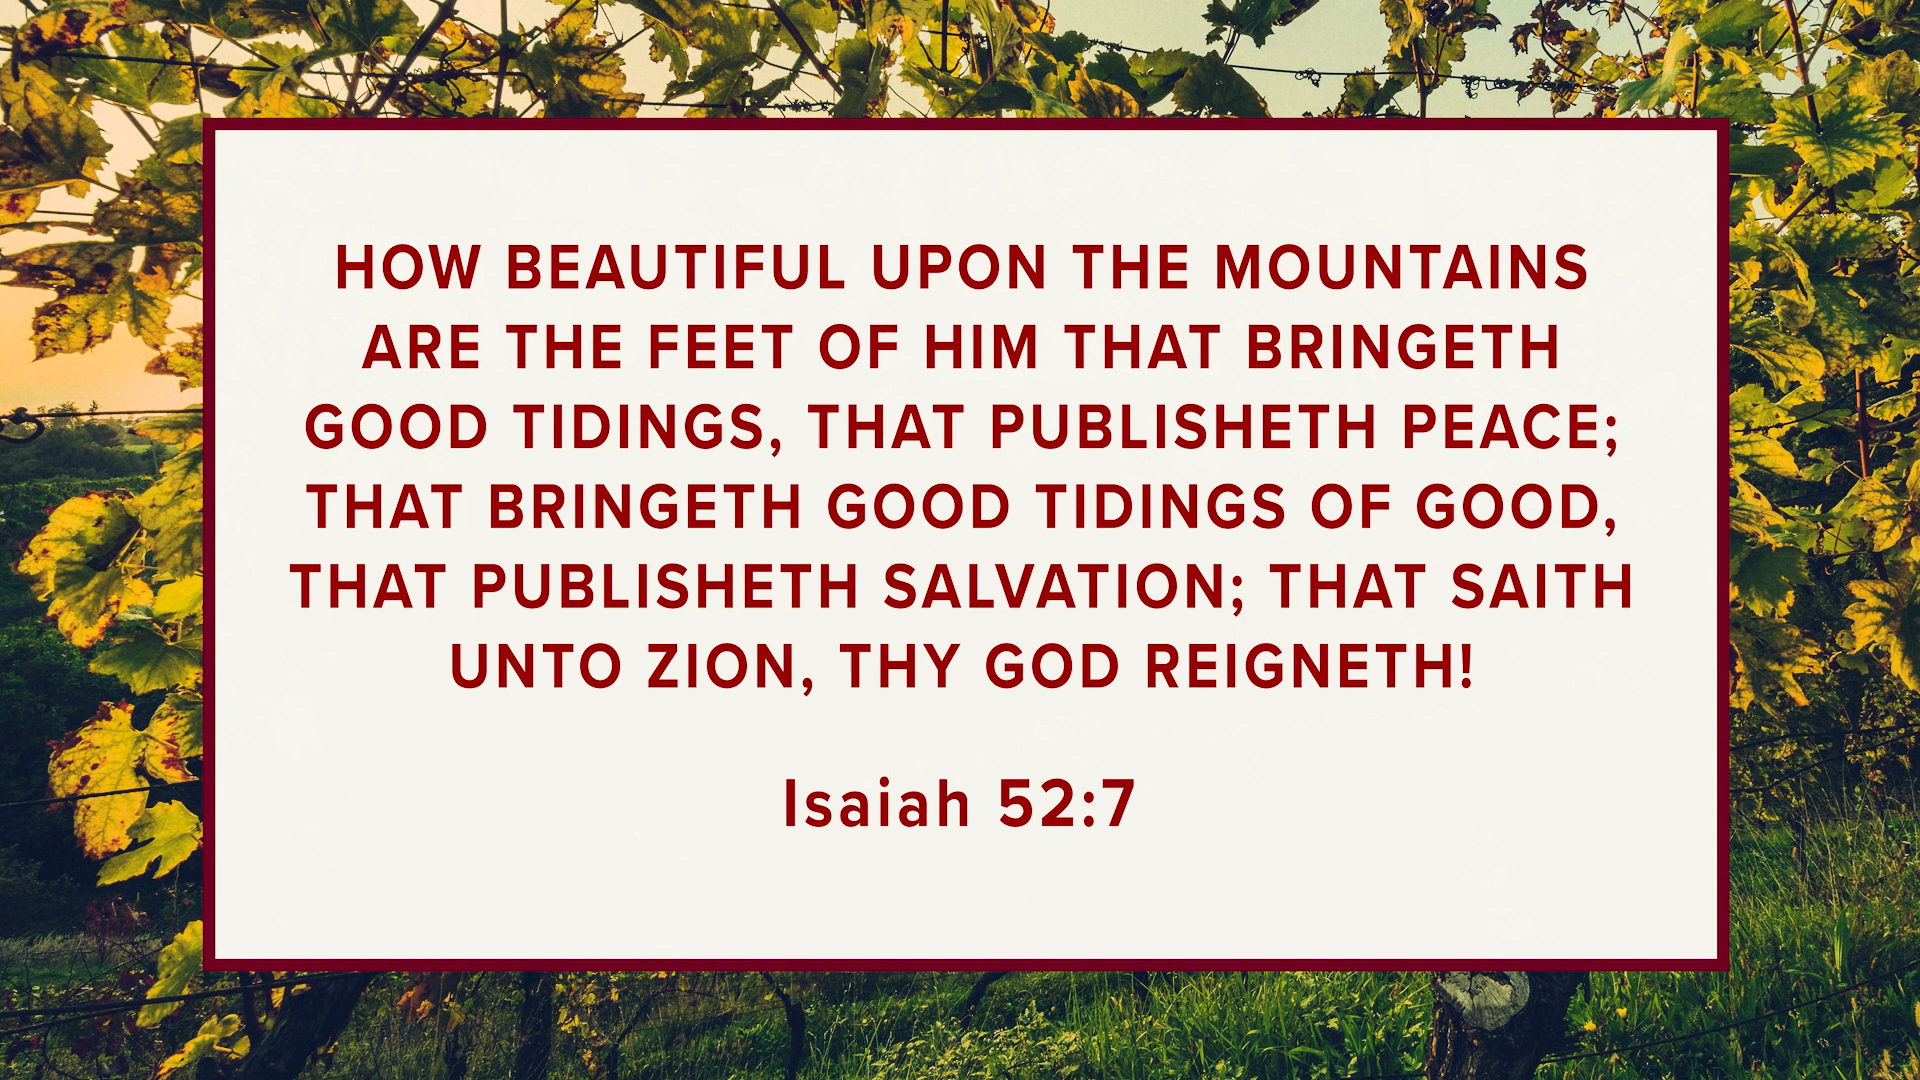 HOW BEAUTIFUL UPON THE MOUNTAINS
ARE THE FEET OF HIM THAT BRINGETH
GOOD TIDINGS, THAT PUBLISHETH PEACE;
THAT BRINGETH GOOD TIDINGS OF GOOD,
THAT PUBLISHETH SALVATION; THAT SAITH
UNTO ZION, THY GOD REIGNETH!
Isaiah 52:7